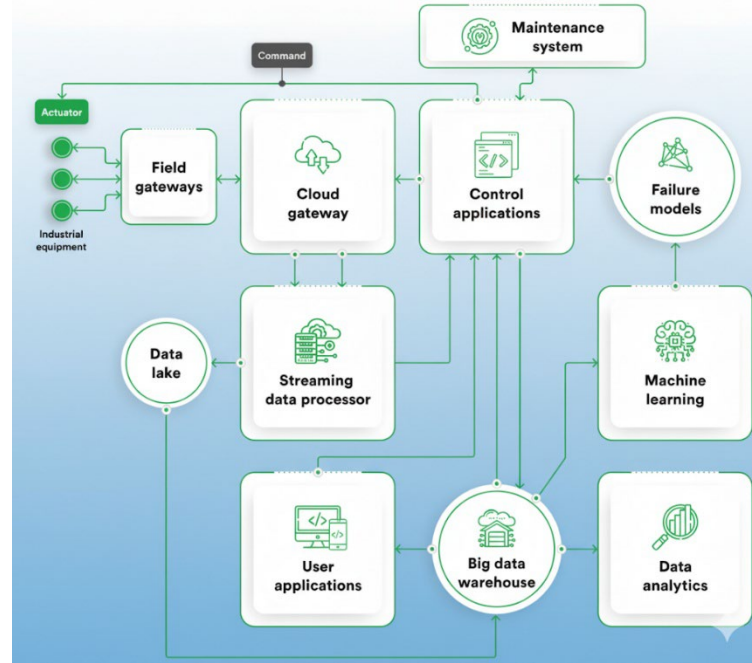 Maintenance
system
Command
Actuator
Industrial
equipment
Field
gateways
Cloud
gateway
</>
Control
applications
Failure
models
Data
lake
Streaming
data processor
Machine
learning
</>
</>
User
applications
Big data
warehouse
Data
analytics